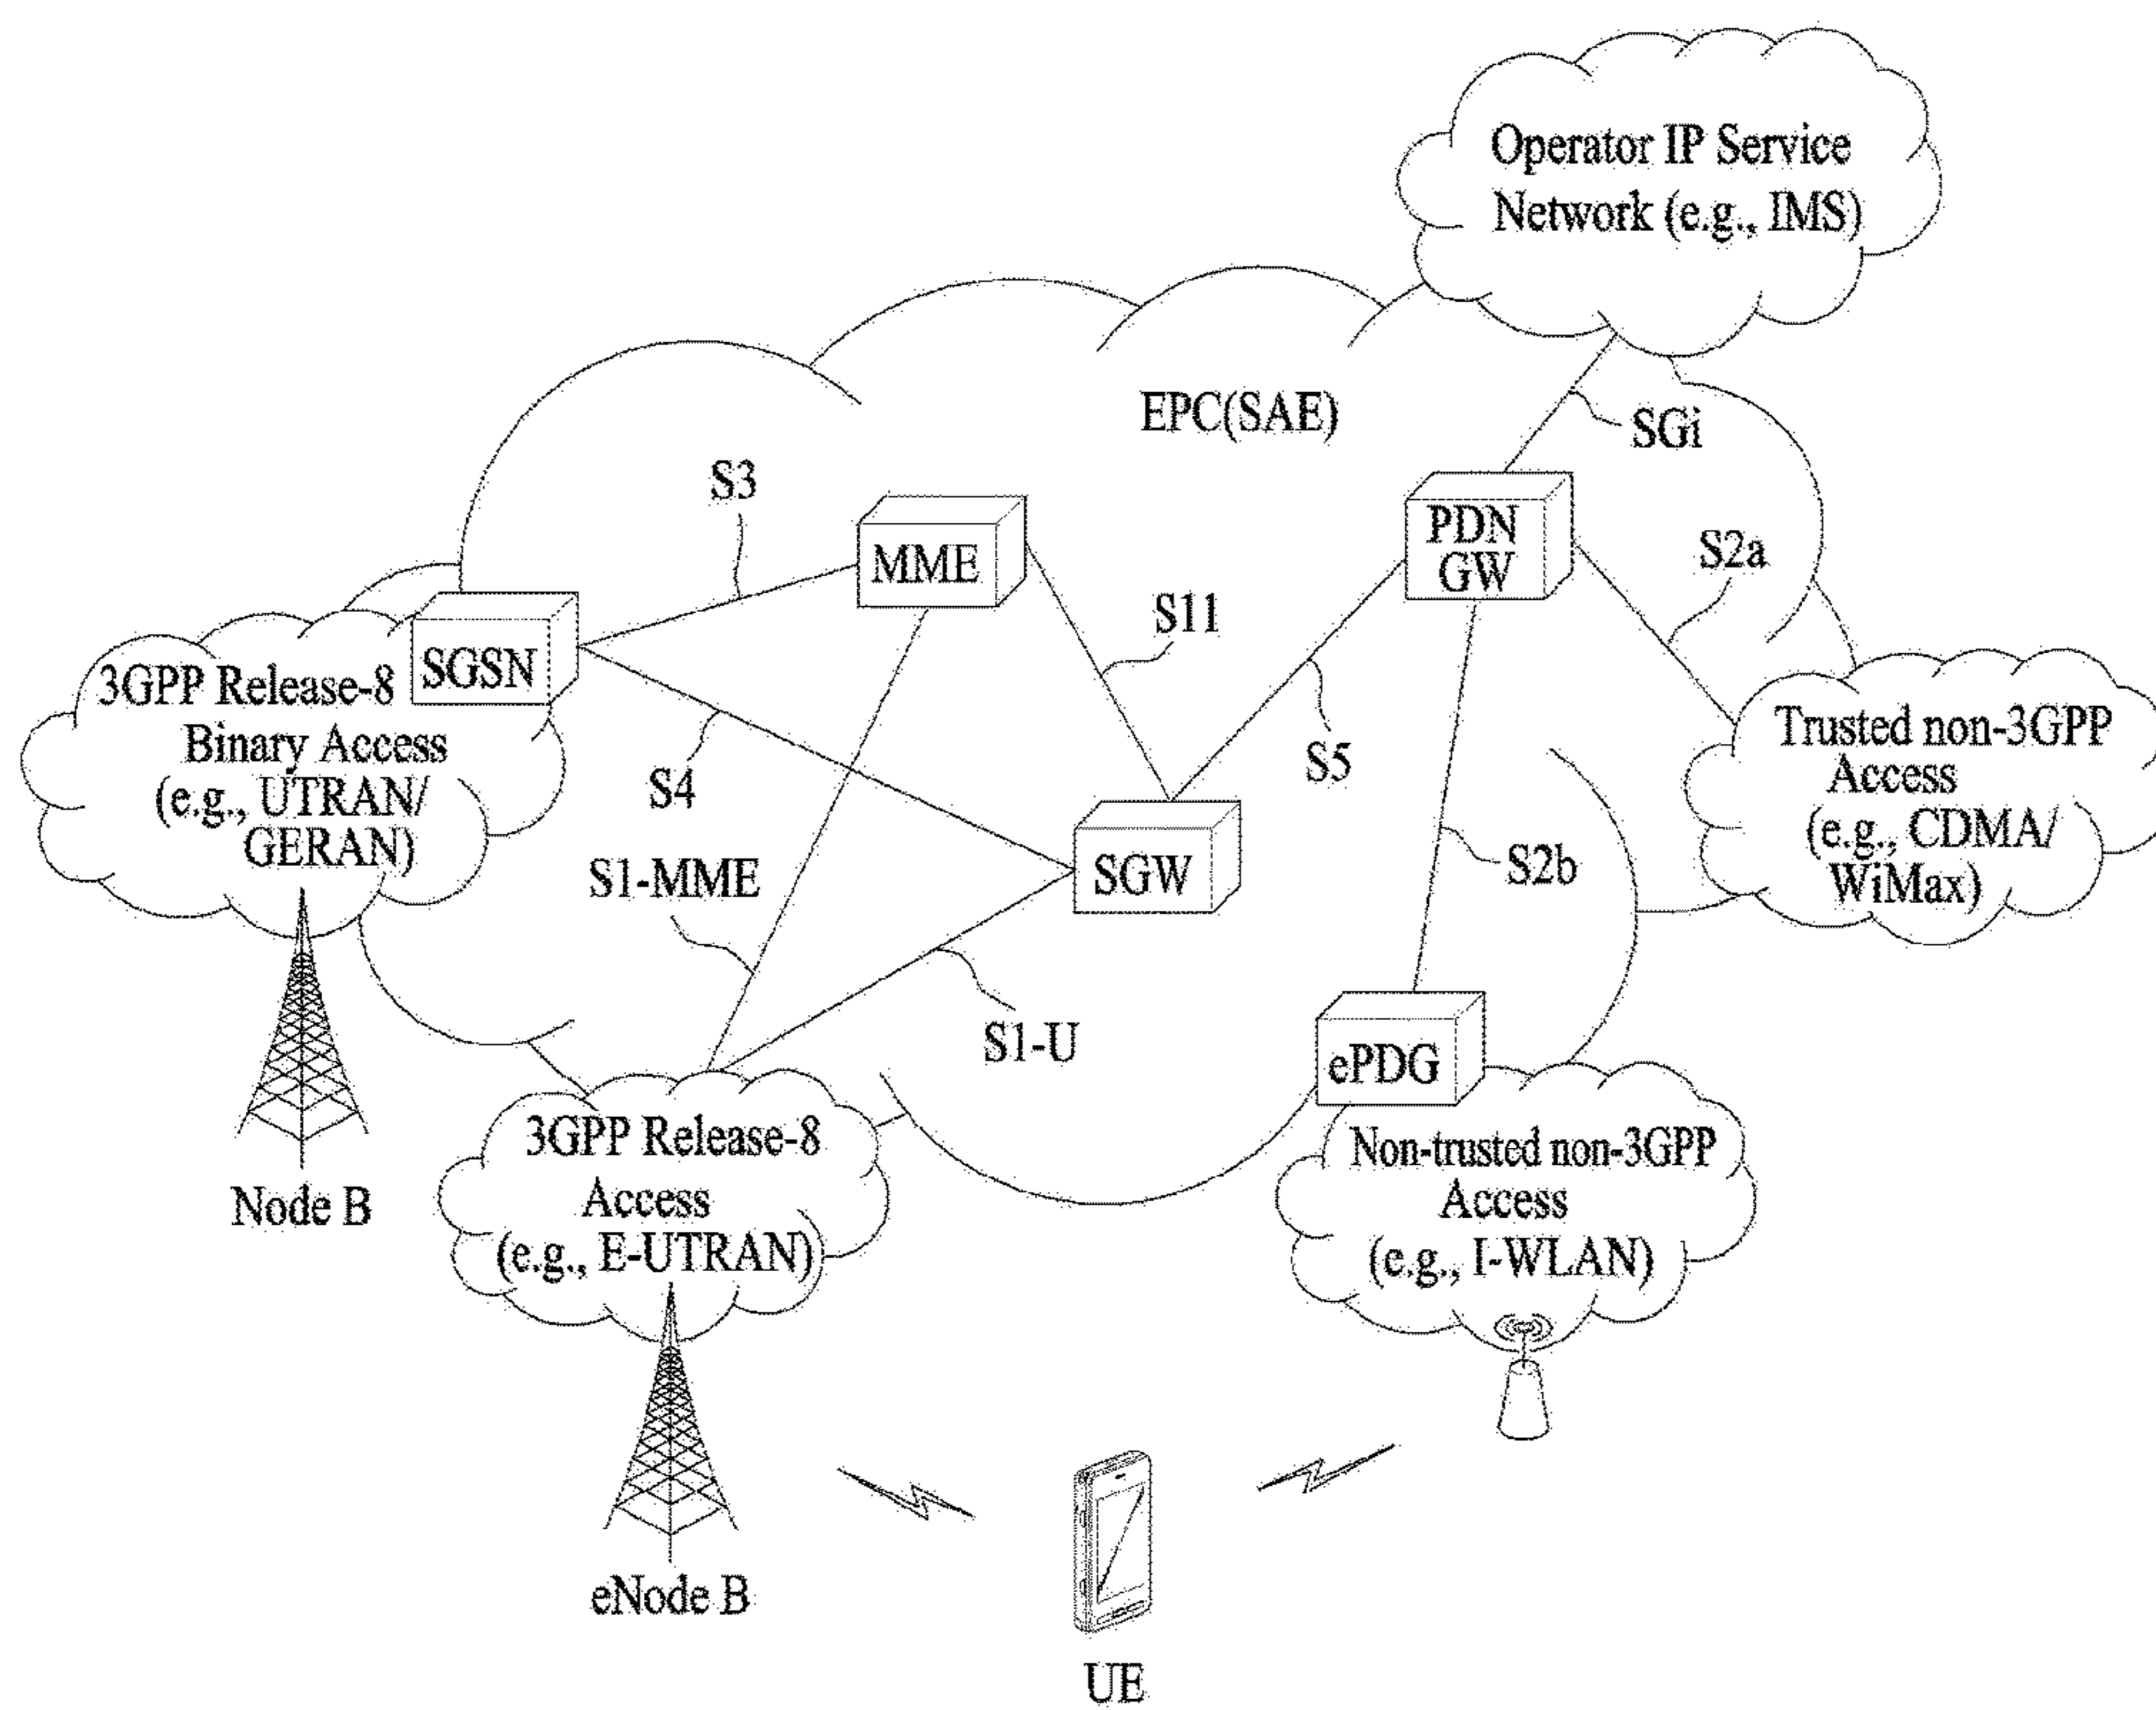 Operator IP Service
Network (e.g., IMS)
EPC(SAE)
SGi
S3
MME
PDN
GW
S2a
S11
SGSN
3GPP Release-8
Binary Access
(e.g., UTRAN/
GERAN)
S4
S5
Trusted non-3GPP
Access
(e.g., CDMA/
WiMax)
S1-MME
SGW
S2b
S1-U
ePDG
Node B
3GPP Release-8
Access
(e.g., E-UTRAN)
Non-trusted non-3GPP
Access
(e.g., I-WLAN)
eNode B
UE